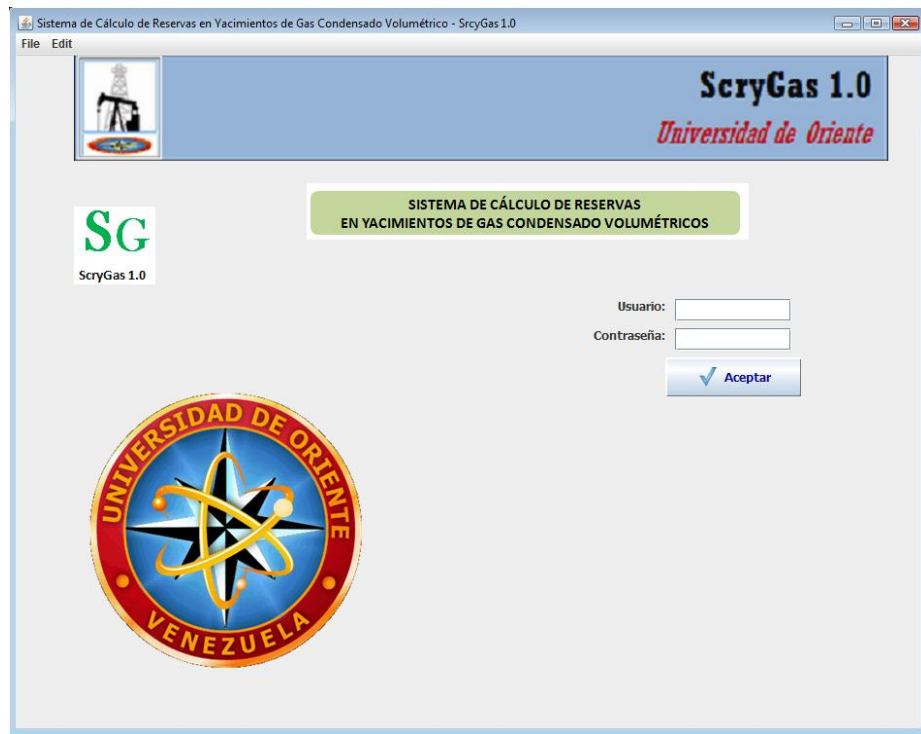 Sistema de Cálculo de Reservas en Yacimientos de Gas Condensado Volumétrico - SrcyGas 1.0
File Edit
ScryGas 1.0
Universidad de Oriente
SISTEMA DE CÁLCULO DE RESERVAS
EN YACIMIENTOS DE GAS CONDENSADO VOLUMÉTRICOS
SG
ScryGas 1.0
Usuario:
Contraseña:
Aceptar
UNIVERSIDAD DE ORIENTE
VENEZUELA